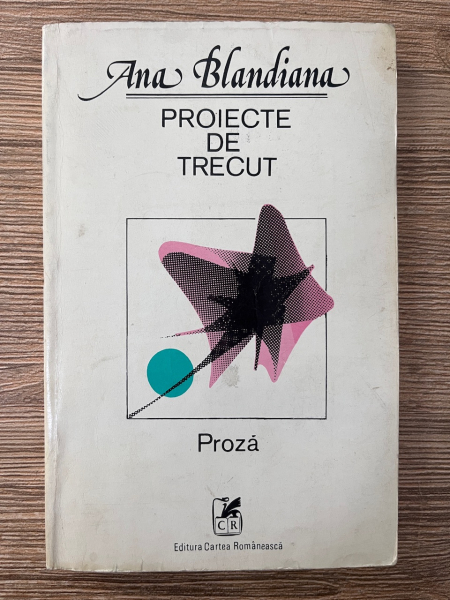 Ana Blandiana
PROIECTE
DE
TRECUT
Proză
CR
Editura Cartea Românească